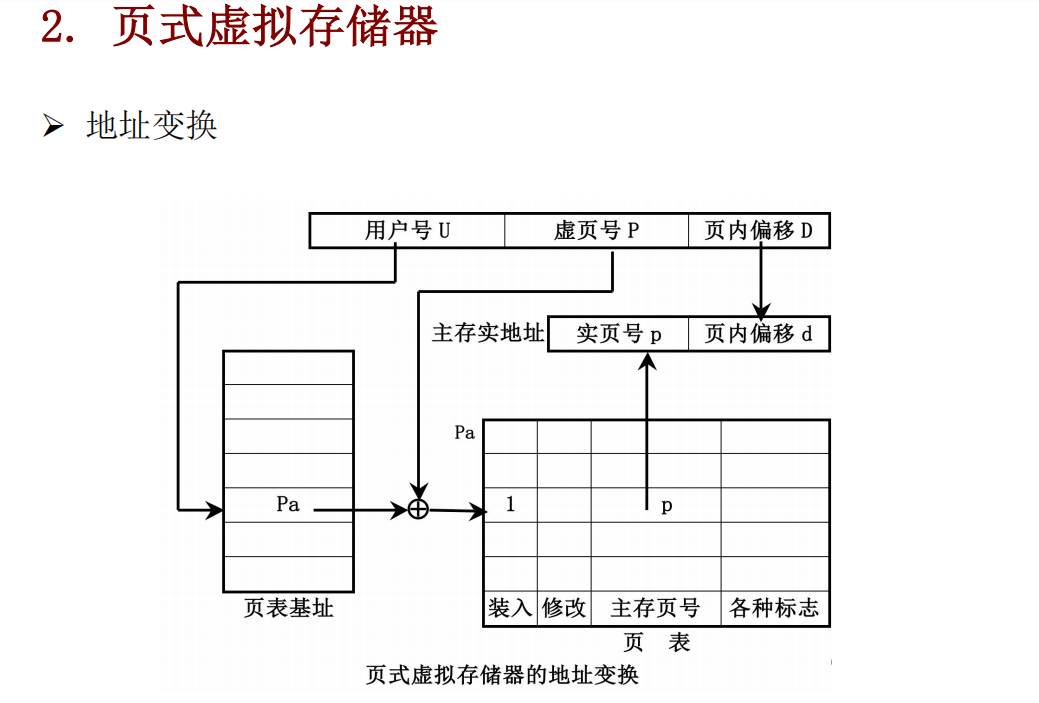 2. 页式虚拟存储器
➢ 地址变换
用户号 U 虚页号 P 页内偏移 D
主存实地址 实页号 p 页内偏移 d
Pa
Pa 1 p
页表基址 装入 修改 主存页号 各种标志
页 表
页式虚拟存储器的地址变换